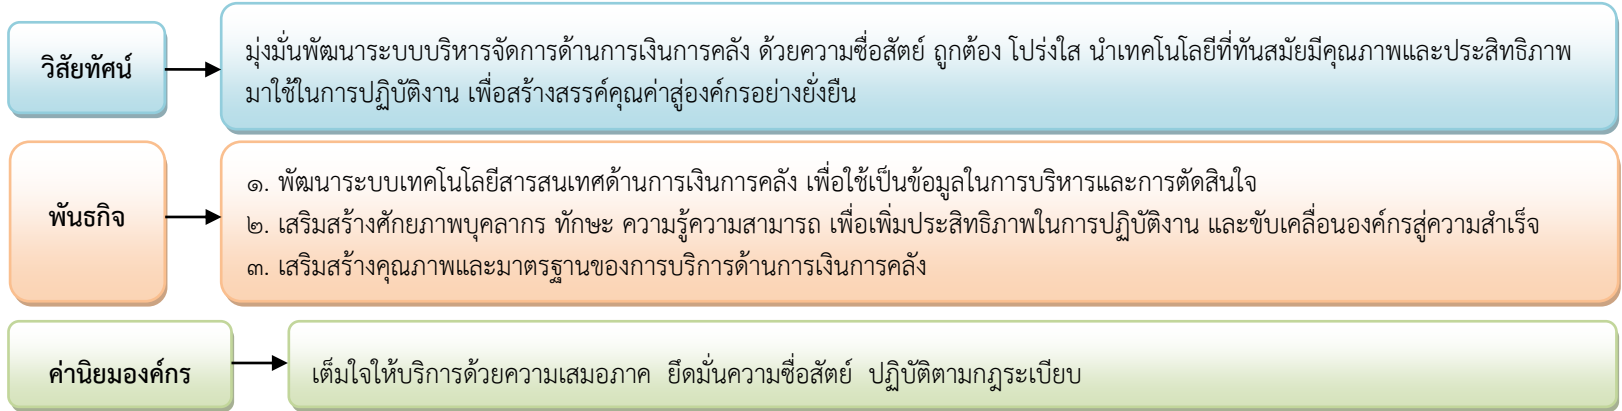 วิสัยทัศน์
มุ่งมั่นพัฒนาระบบบริหารจัดการด้านการเงินการคลัง ด้วยความซื่อสัตย์ ถูกต้อง โปร่งใส นำเทคโนโลยีที่ทันสมัยมีคุณภาพและประสิทธิภาพ
มาใช้ในการปฏิบัติงาน เพื่อสร้างสรรค์คุณค่าสู่องค์กรอย่างยั่งยืน
พันธกิจ
๑. พัฒนาระบบเทคโนโลยีสารสนเทศด้านการเงินการคลัง เพื่อใช้เป็นข้อมูลในการบริหารและการตัดสินใจ
๒. เสริมสร้างศักยภาพบุคลากร ทักษะ ความรู้ความสามารถ เพื่อเพิ่มประสิทธิภาพในการปฏิบัติงาน และขับเคลื่อนองค์กรสู่ความสำเร็จ
๓. เสริมสร้างคุณภาพและมาตรฐานของการบริการด้านการเงินการคลัง
ค่านิยมองค์กร
เต็มใจให้บริการด้วยความเสมอภาค ยึดมั่นความซื่อสัตย์ ปฏิบัติตามกฎระเบียบ